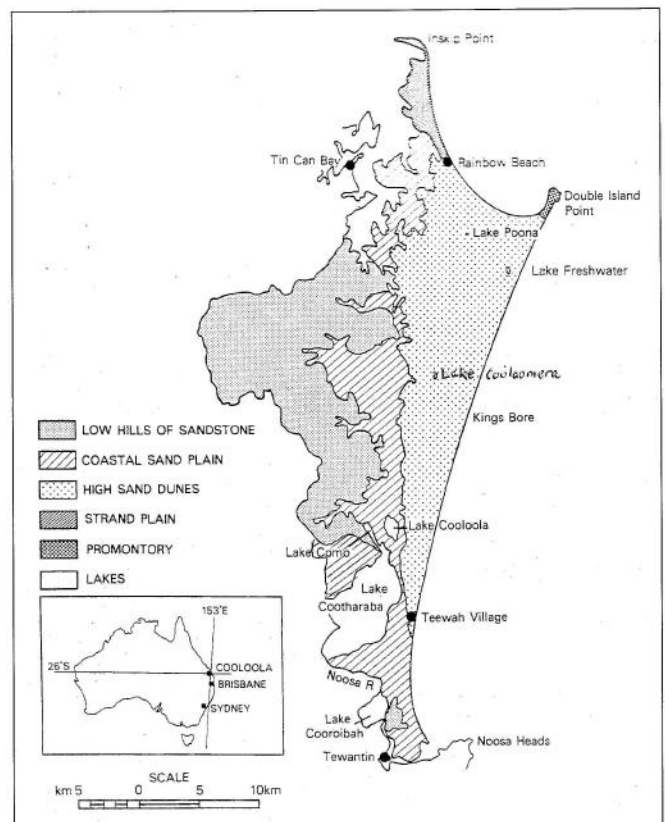 Inskip Point
Tin Can Bay
Rainbow Beach
Double Island
Point
Lake Poona
Lake Freshwater
Lake Cooloomera
Kings Bore
LOW HILLS OF SANDSTONE
COASTAL SAND PLAIN
HIGH SAND DUNES
STRAND PLAIN
PROMONTORY
LAKES
Lake Cooloola
Lake Como
Lake
Cootharaba
Teewah Village
Noosa R
Lake
Cooroibah
Noosa Heads
Tewantin
153°E
26°S
COOLOOLA
BRISBANE
SYDNEY
SCALE
km 5 0 5 10km